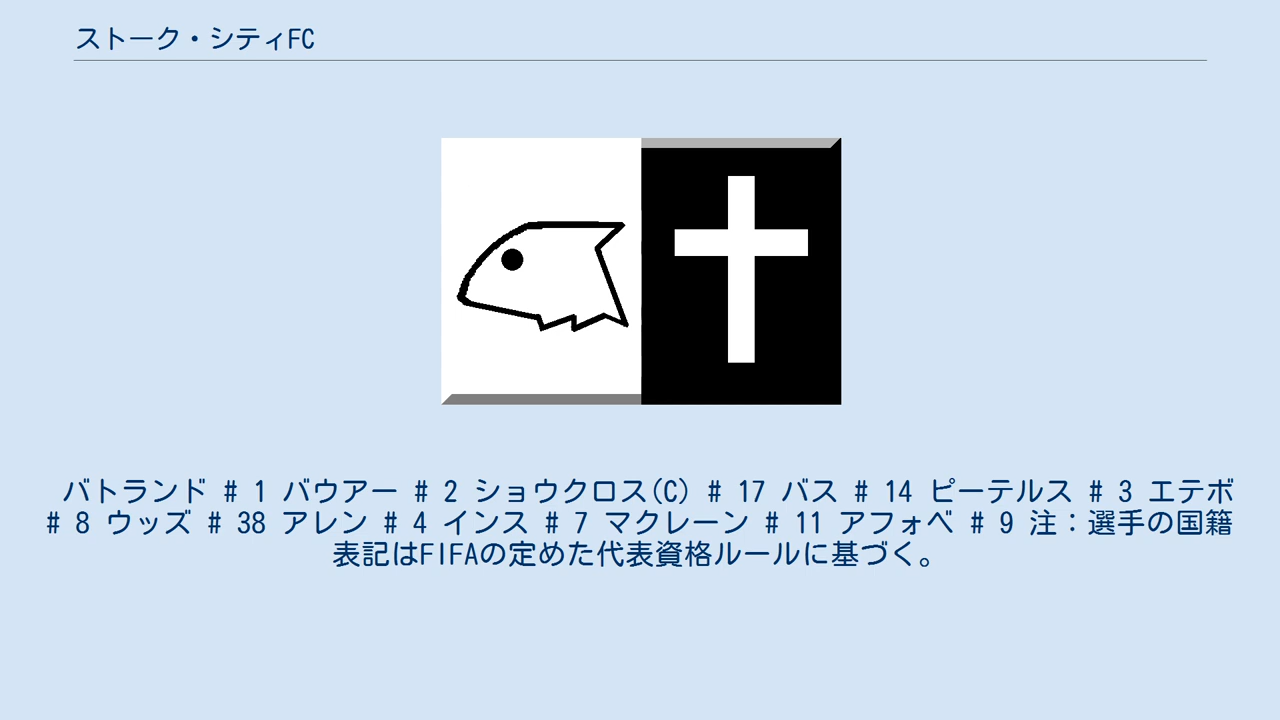 ストーク・シティFC
バトランド # 1 バウアー # 2 ショウクロス(C) # 17 バス # 14 ピーテルス # 3 エテボ
# 8 ウッズ # 38 アレン # 4 インス # 7 マクレーン # 11 アフォベ # 9 注：選手の国籍
表記はFIFAの定めた代表資格ルールに基づく。